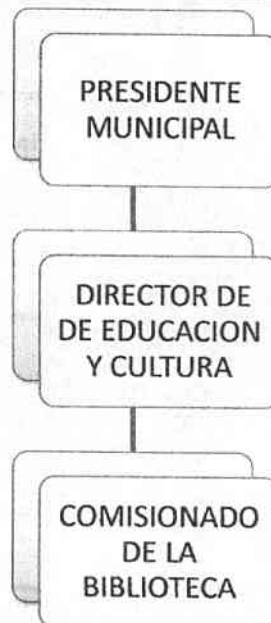 PRESIDENTE
MUNICIPAL
DIRECTOR DE
DE EDUCACION
Y CULTURA
COMISIONADO
DE LA
BIBLIOTECA